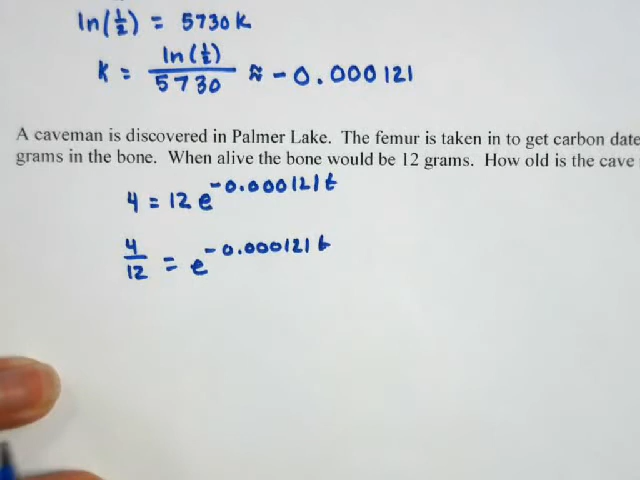 ln(1/2) = 5730k
k = ln(1/2)/5730 ≈ -0.000121
A caveman is discovered in Palmer Lake. The femur is taken in to get carbon date
grams in the bone. When alive the bone would be 12 grams. How old is the cave
4 = 12e^-0.000121t
4/12 = e^-0.000121t